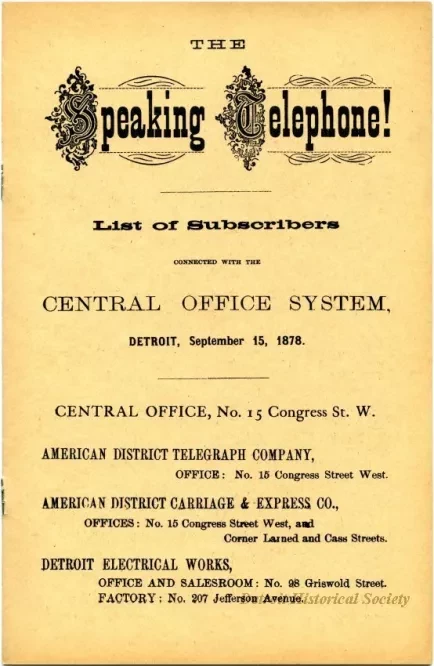 THE
Speaking Telephone!
List of Subscribers
CONNECTED WITH THE
CENTRAL OFFICE SYSTEM,
DETROIT, September 15, 1878.
CENTRAL OFFICE, No. 15 Congress St. W.
AMERICAN DISTRICT TELEGRAPH COMPANY,
OFFICE: No. 15 Congress Street West.
AMERICAN DISTRICT CARRIAGE & EXPRESS CO.,
OFFICES: No. 15 Congress Street West, and
Corner Larned and Cass Streets.
DETROIT ELECTRICAL WORKS,
OFFICE AND SALESROOM: No. 98 Griswold Street.
FACTORY: No. 207 Jefferson Avenue.
Historical Society